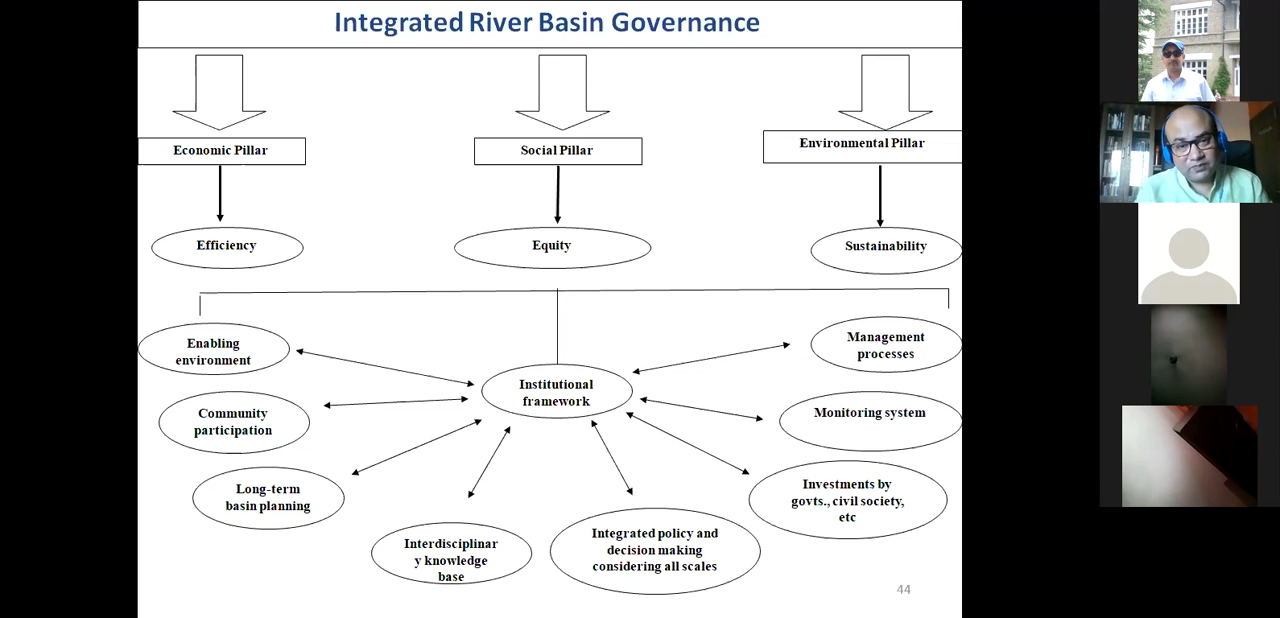 Integrated River Basin Governance
Economic Pillar
Social Pillar
Environmental Pillar
Efficiency
Equity
Sustainability
Enabling
environment
Management
processes
Institutional
framework
Community
participation
Monitoring system
Long-term
basin planning
Investments by
govts., civil society,
etc
Interdisciplinar
y knowledge
base
Integrated policy and
decision making
considering all scales
44